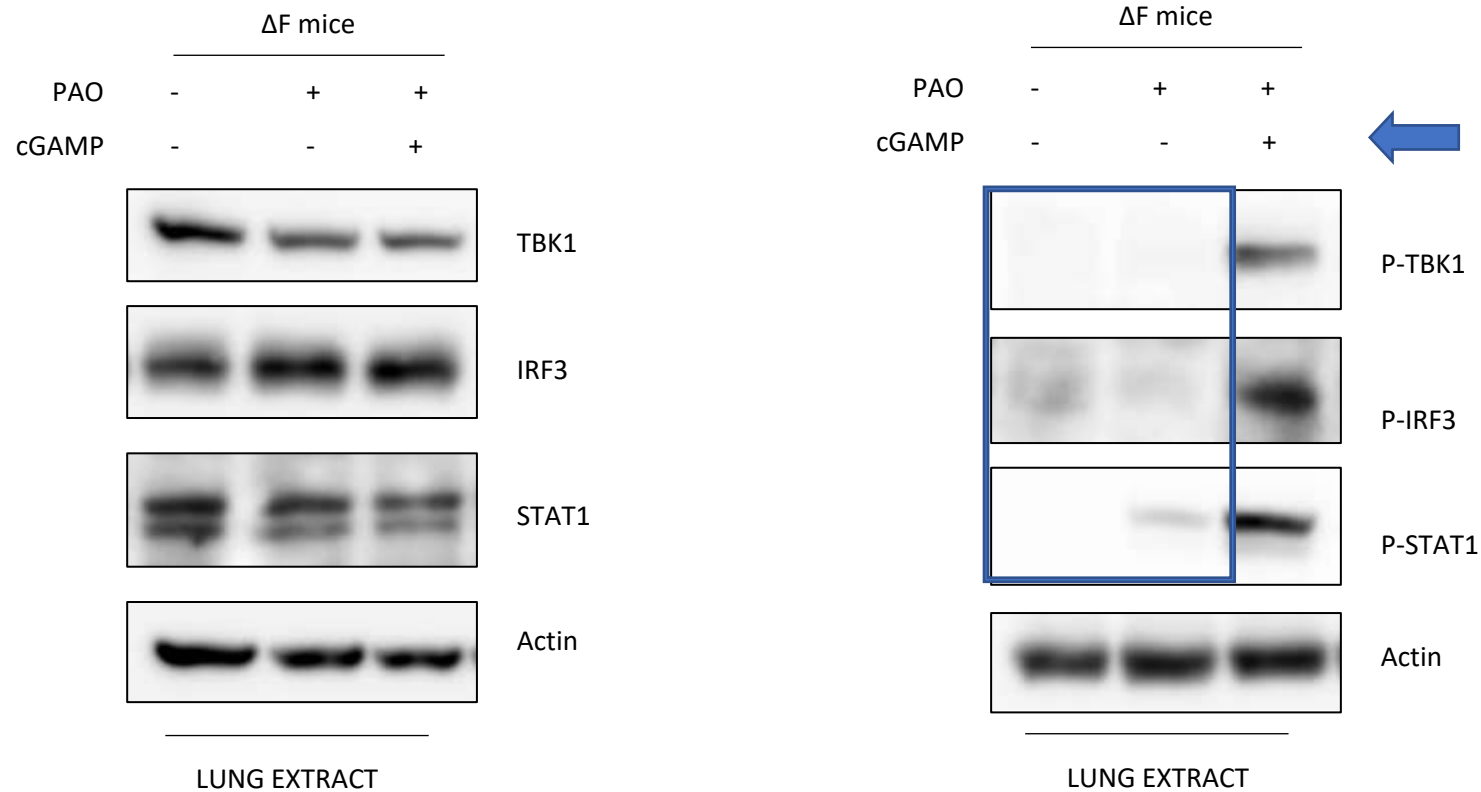 ΔF mice
PAO - + +
cGAMP - - +
TBK1
IRF3
STAT1
Actin
LUNG EXTRACT
ΔF mice
PAO - + +
cGAMP - - +
P-TBK1
P-IRF3
P-STAT1
Actin
LUNG EXTRACT